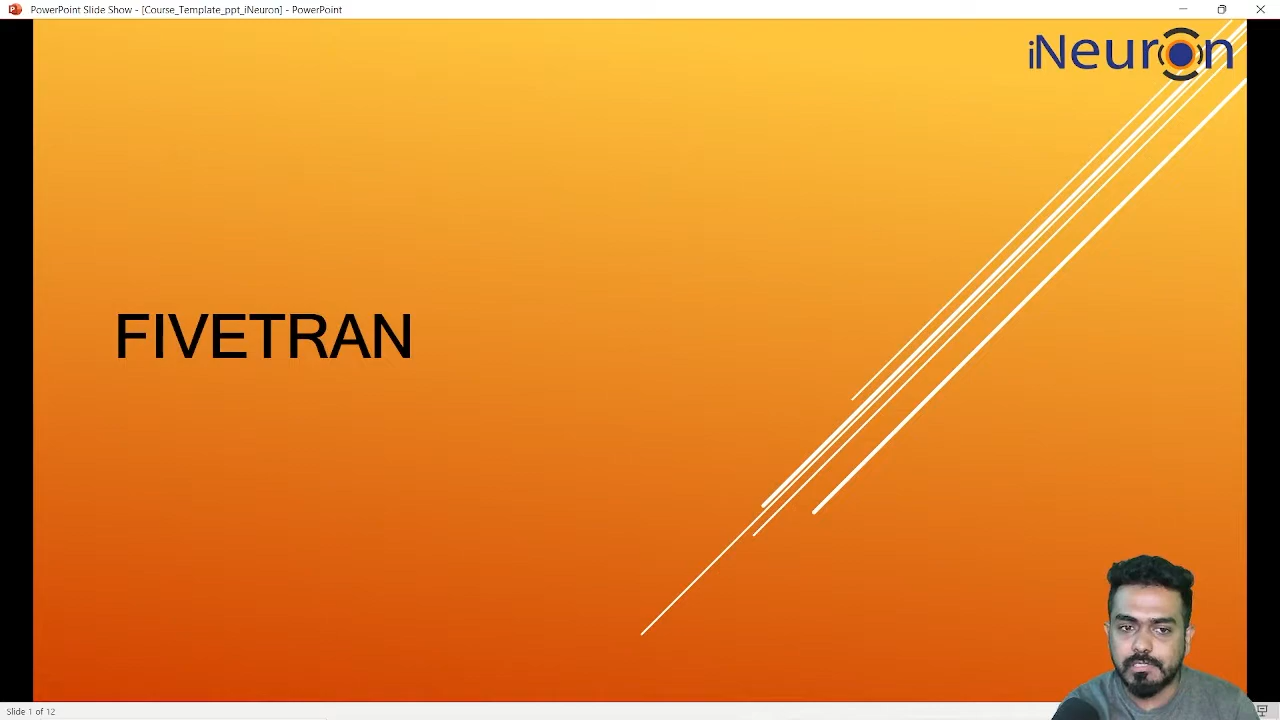 PowerPoint Slide Show - [Course_Template_ppt_iNeuron] - PowerPoint
iNeuron
FIVETRAN
Slide 1 of 12